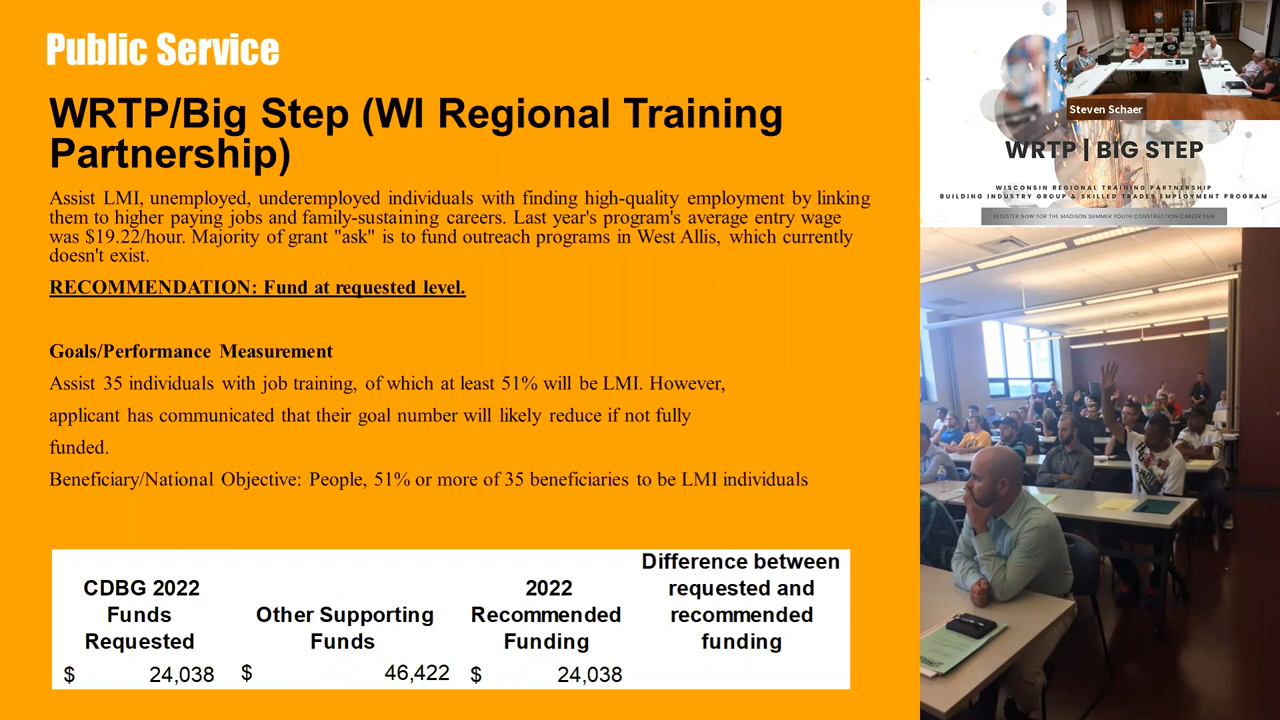 Public Service
WRTP/Big Step (WI Regional Training
Partnership)
Assist LMI, unemployed, underemployed individuals with finding high-quality employment by linking
them to higher paying jobs and family-sustaining careers. Last year's program's average entry wage
was $19.22/hour. Majority of grant "ask" is to fund outreach programs in West Allis, which currently
doesn't exist.
RECOMMENDATION: Fund at requested level.
Goals/Performance Measurement
Assist 35 individuals with job training, of which at least 51% will be LMI. However,
applicant has communicated that their goal number will likely reduce if not fully
funded.
Beneficiary/National Objective: People, 51% or more of 35 beneficiaries to be LMI individuals
CDBG 2022
Funds
Requested
Other Supporting
Funds
2022
Recommended
Funding
Difference between
requested and
recommended
funding
$ 24,038
$ 46,422
$ 24,038
Steven Schaer
WRTP | BIG STEP
WISCONSIN REGIONAL TRAINING PARTNERSHIP
BUILDING INDUSTRY GROUP & SKILLED TRADES EMPLOYMENT PROGRAM
REGISTER NOW FOR THE MADISON SUMMER YOUTH CONSTRUCTION CAREER FAIR